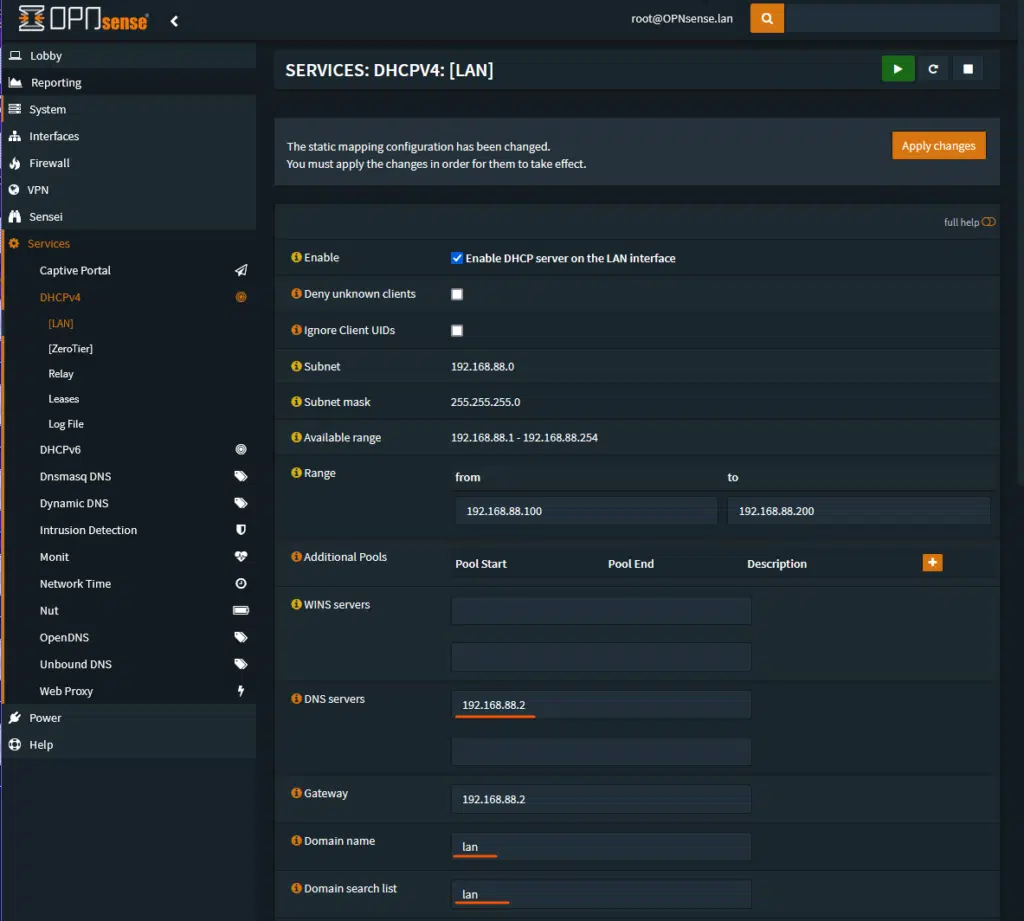 OPNsense
root@OPNsense.lan
Lobby
Reporting
System
Interfaces
Firewall
VPN
Sensei
Services
Captive Portal
DHCPv4
[LAN]
[ZeroTier]
Relay
Leases
Log File
DHCPv6
Dnsmasq DNS
Dynamic DNS
Intrusion Detection
Monit
Network Time
Nut
OpenDNS
Unbound DNS
Web Proxy
Power
Help
SERVICES: DHCPV4: [LAN]
The static mapping configuration has been changed.
You must apply the changes in order for them to take effect.
Apply changes
full help
Enable Enable DHCP server on the LAN interface
Deny unknown clients
Ignore Client UIDs
Subnet 192.168.88.0
Subnet mask 255.255.255.0
Available range 192.168.88.1 - 192.168.88.254
Range from to
192.168.88.100 192.168.88.200
Additional Pools Pool Start Pool End Description
WINS servers
DNS servers 192.168.88.2
Gateway 192.168.88.2
Domain name lan
Domain search list lan